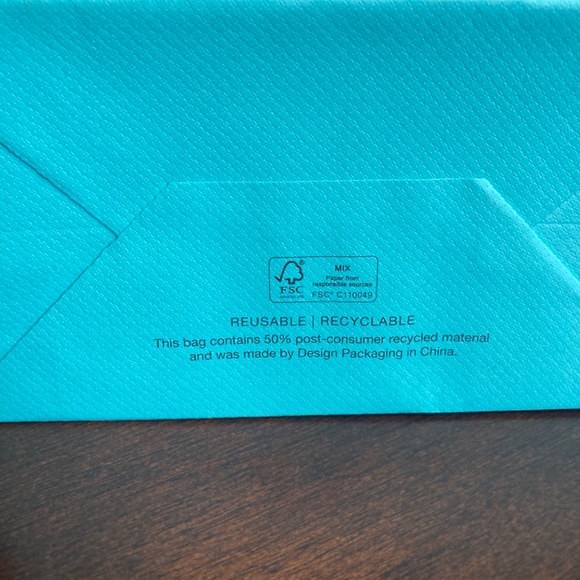 MIX
Paper from
responsible sources
FSC® C110049
FSC
REUSABLE | RECYCLABLE
This bag contains 50% post-consumer recycled material
and was made by Design Packaging in China.